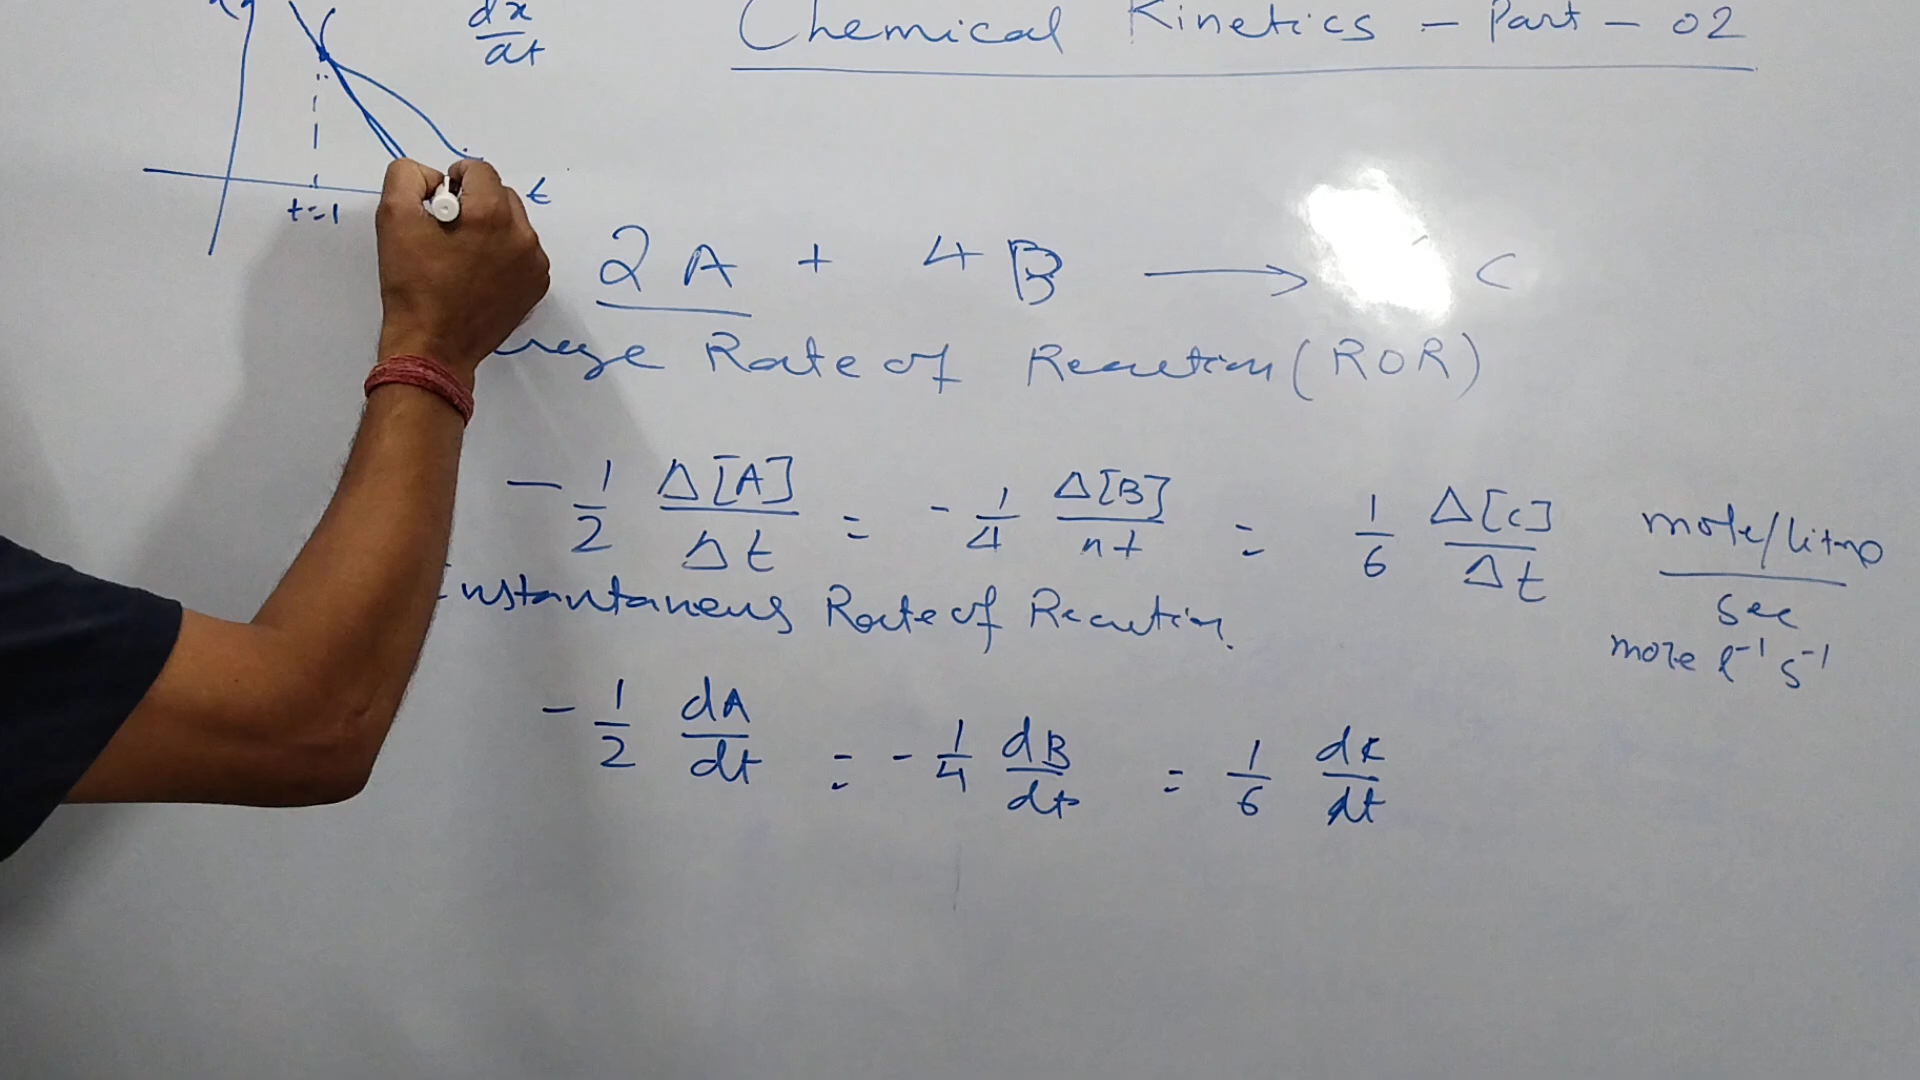 dx/dt
Chemical Kinetics - Part - 02
t=1
t
2A + 4B → C
Rate of Reaction (ROR)
- 1/2 Δ[A]/Δt = - 1/4 Δ[B]/Δt = 1/6 Δ[C]/Δt mole/litre/sec
mole l⁻¹ s⁻¹
Instantaneus Rate of Reaction.
- 1/2 dA/dt = - 1/4 dB/dt = 1/6 dC/dt